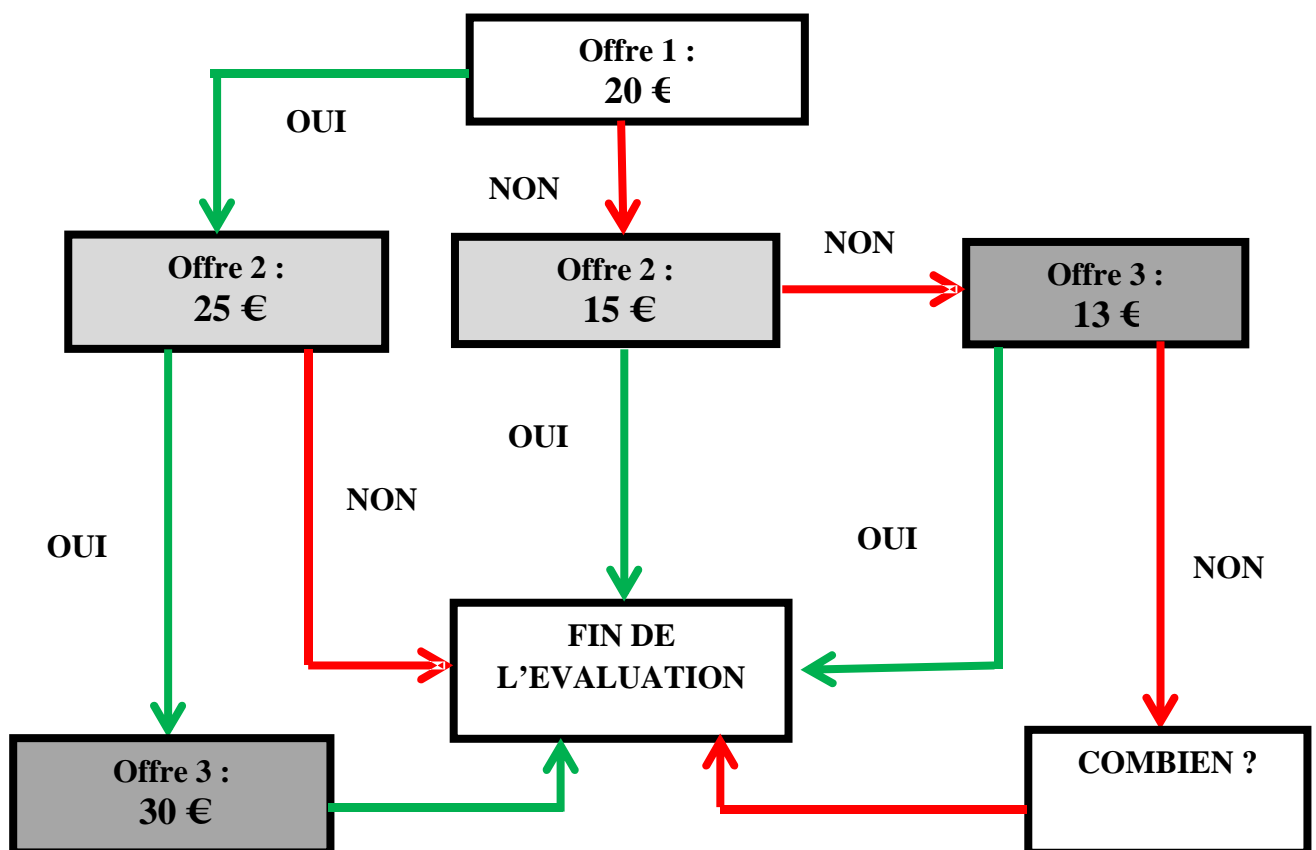 Offre 1 :
20 €
OUI
NON
Offre 2 :
25 €
Offre 2 :
15 €
NON
Offre 3 :
13 €
OUI
NON
OUI
OUI
NON
FIN DE
L’EVALUATION
Offre 3 :
30 €
COMBIEN ?